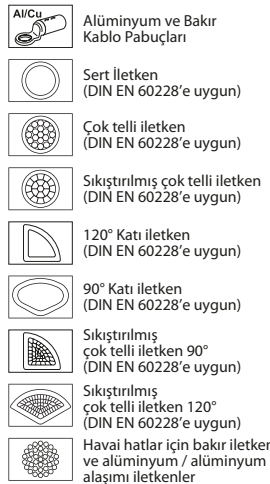 Al/Cu
Alüminyum ve Bakır
Kablo Pabuçları
Sert İletken
(DIN EN 60228'e uygun)
Çok telli iletken
(DIN EN 60228'e uygun)
Sıkıştırılmış çok telli iletken
(DIN EN 60228'e uygun)
120° Katı iletken
(DIN EN 60228'e uygun)
90° Katı iletken
(DIN EN 60228'e uygun)
Sıkıştırılmış
çok telli iletken 90°
(DIN EN 60228'e uygun)
Sıkıştırılmış
çok telli iletken 120°
(DIN EN 60228'e uygun)
Havai hatlar için bakır iletken
ve alüminyum / alüminyum
alaşımı iletkenler